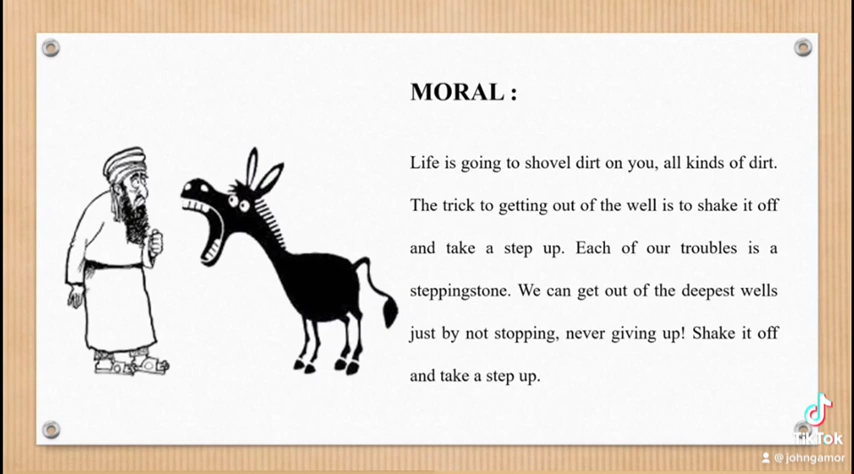 MORAL :
Life is going to shovel dirt on you, all kinds of dirt.
The trick to getting out of the well is to shake it off
and take a step up. Each of our troubles is a
steppingstone. We can get out of the deepest wells
just by not stopping, never giving up! Shake it off
and take a step up.
TikTok
@johngamor